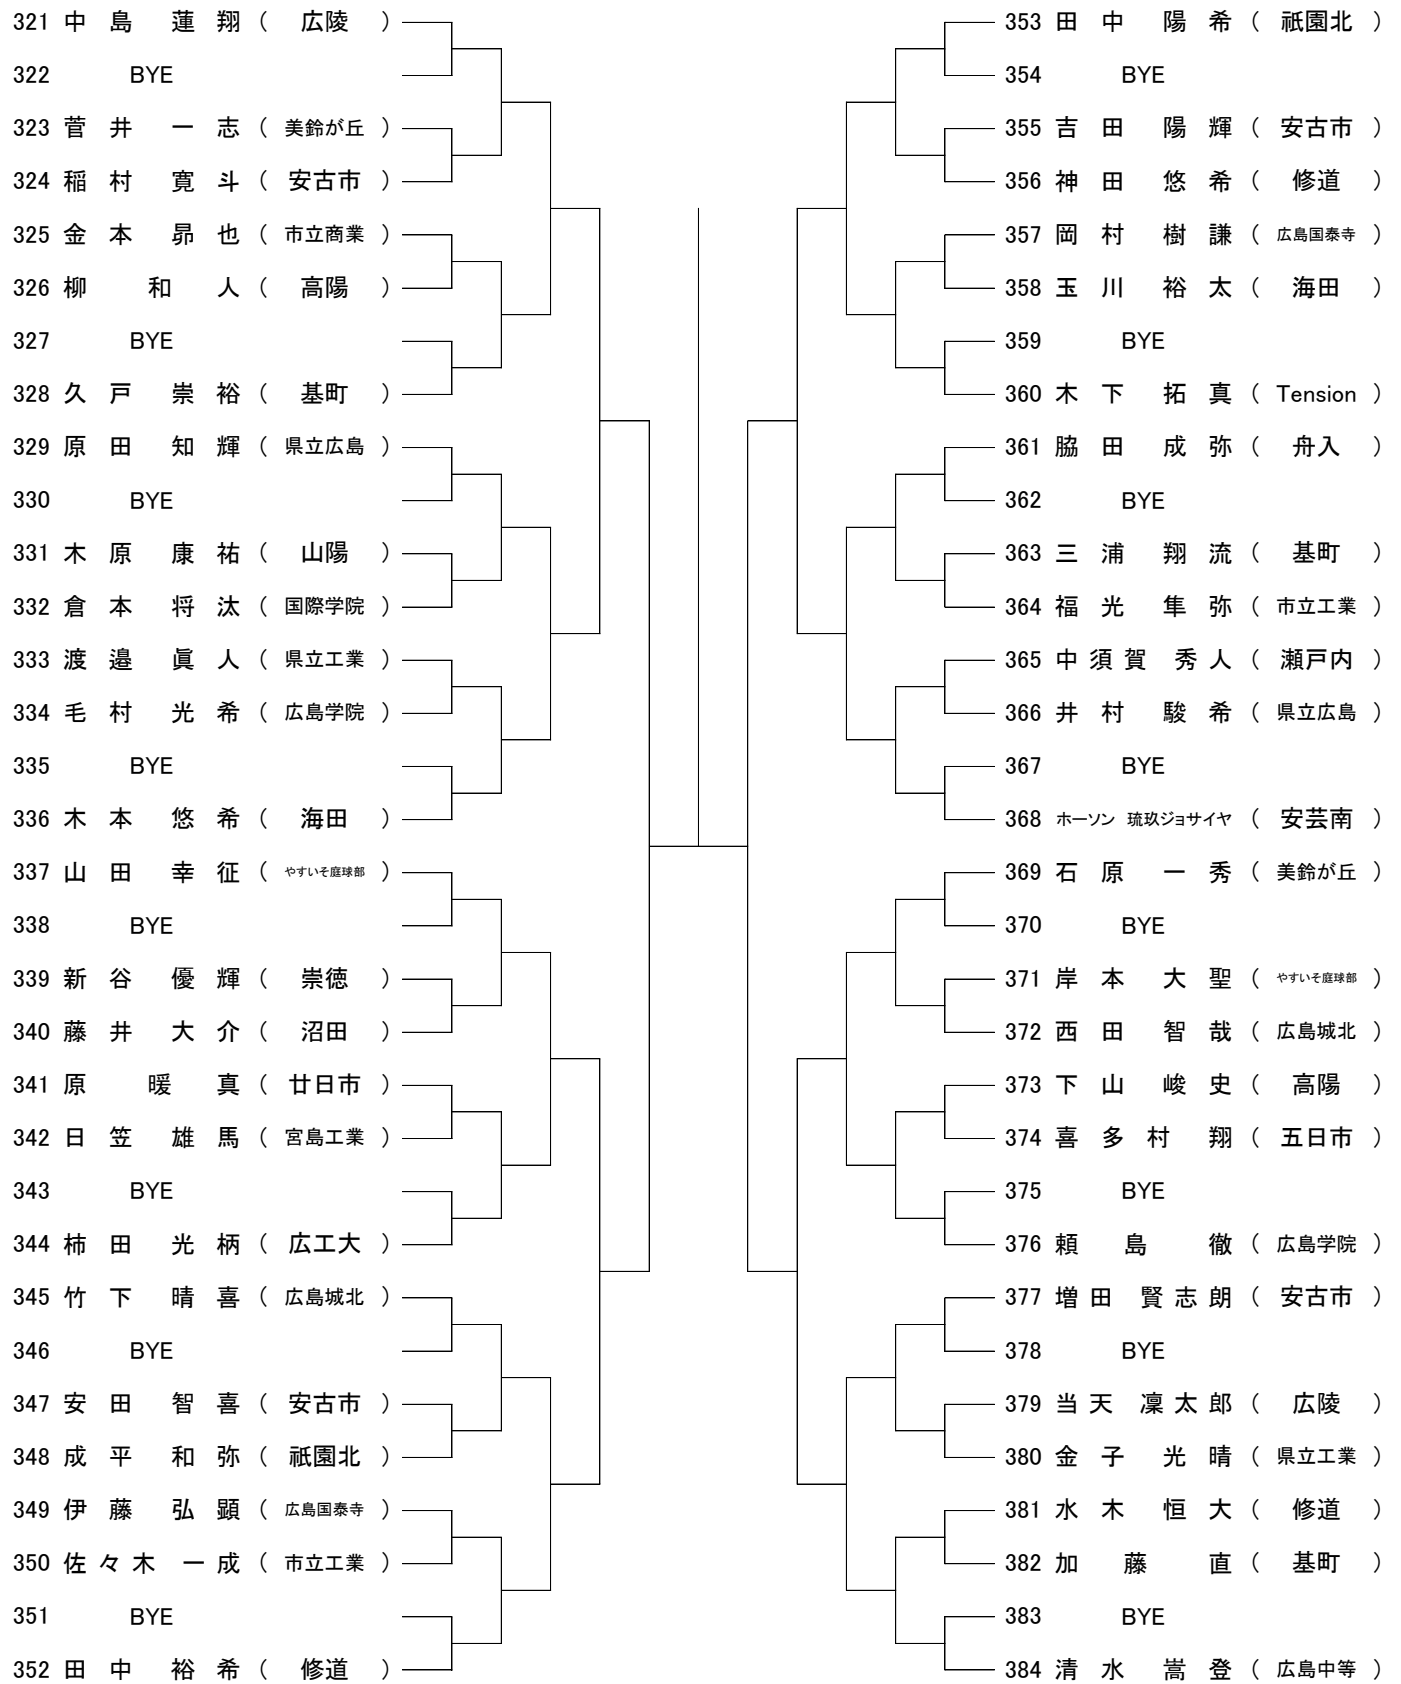 321 中島 蓮翔 ( 広陵 )
322 BYE
323 菅井 一志 ( 美鈴が丘 )
324 稲村 寛斗 ( 安古市 )
325 金本 昴也 ( 市立商業 )
326 柳 和人 ( 高陽 )
327 BYE
328 久戸 崇裕 ( 基町 )
329 原田 知輝 ( 県立広島 )
330 BYE
331 木原 康祐 ( 山陽 )
332 倉本 将汰 ( 国際学院 )
333 渡邉 眞人 ( 県立工業 )
334 毛村 光希 ( 広島学院 )
335 BYE
336 木本 悠希 ( 海田 )
337 山田 幸征 ( やすいそ庭球部 )
338 BYE
339 新谷 優輝 ( 崇徳 )
340 藤井 大介 ( 沼田 )
341 原 暖真 ( 廿日市 )
342 日笠 雄馬 ( 宮島工業 )
343 BYE
344 柿田 光柄 ( 広工大 )
345 竹下 晴喜 ( 広島城北 )
346 BYE
347 安田 智喜 ( 安古市 )
348 成平 和弥 ( 祇園北 )
349 伊藤 弘顕 ( 広島国泰寺 )
350 佐々木 一成 ( 市立工業 )
351 BYE
352 田中 裕希 ( 修道 )
353 田中 陽希 ( 祇園北 )
354 BYE
355 吉田 陽輝 ( 安古市 )
356 神田 悠希 ( 修道 )
357 岡村 樹謙 ( 広島国泰寺 )
358 玉川 裕太 ( 海田 )
359 BYE
360 木下 拓真 ( Tension )
361 脇田 成弥 ( 舟入 )
362 BYE
363 三浦 翔流 ( 基町 )
364 福光 隼弥 ( 市立工業 )
365 中須賀 秀人 ( 瀬戸内 )
366 井村 駿希 ( 県立広島 )
367 BYE
368 ホーソン 琉玖ジョサイヤ ( 安芸南 )
369 石原 一秀 ( 美鈴が丘 )
370 BYE
371 岸本 大聖 ( やすいそ庭球部 )
372 西田 智哉 ( 広島城北 )
373 下山 峻史 ( 高陽 )
374 喜多村 翔 ( 五日市 )
375 BYE
376 頼島 徹 ( 広島学院 )
377 増田 賢志朗 ( 安古市 )
378 BYE
379 当天 凜太郎 ( 広陵 )
380 金子 光晴 ( 県立工業 )
381 水木 恒大 ( 修道 )
382 加藤 直 ( 基町 )
383 BYE
384 清水 嵩登 ( 広島中等 )